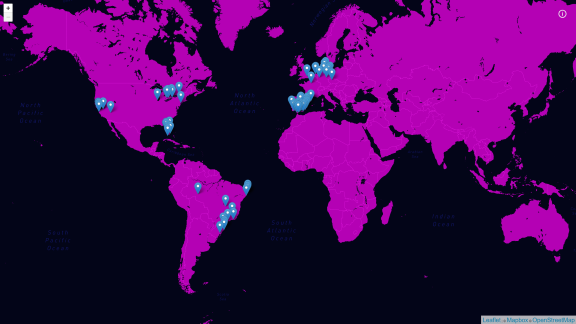 +
North
Pacific
Ocean
North
Atlantic
Ocean
South
Pacific
Ocean
South
Atlantic
Ocean
Indian
Ocean
Leaflet | © Mapbox © OpenStreetMap